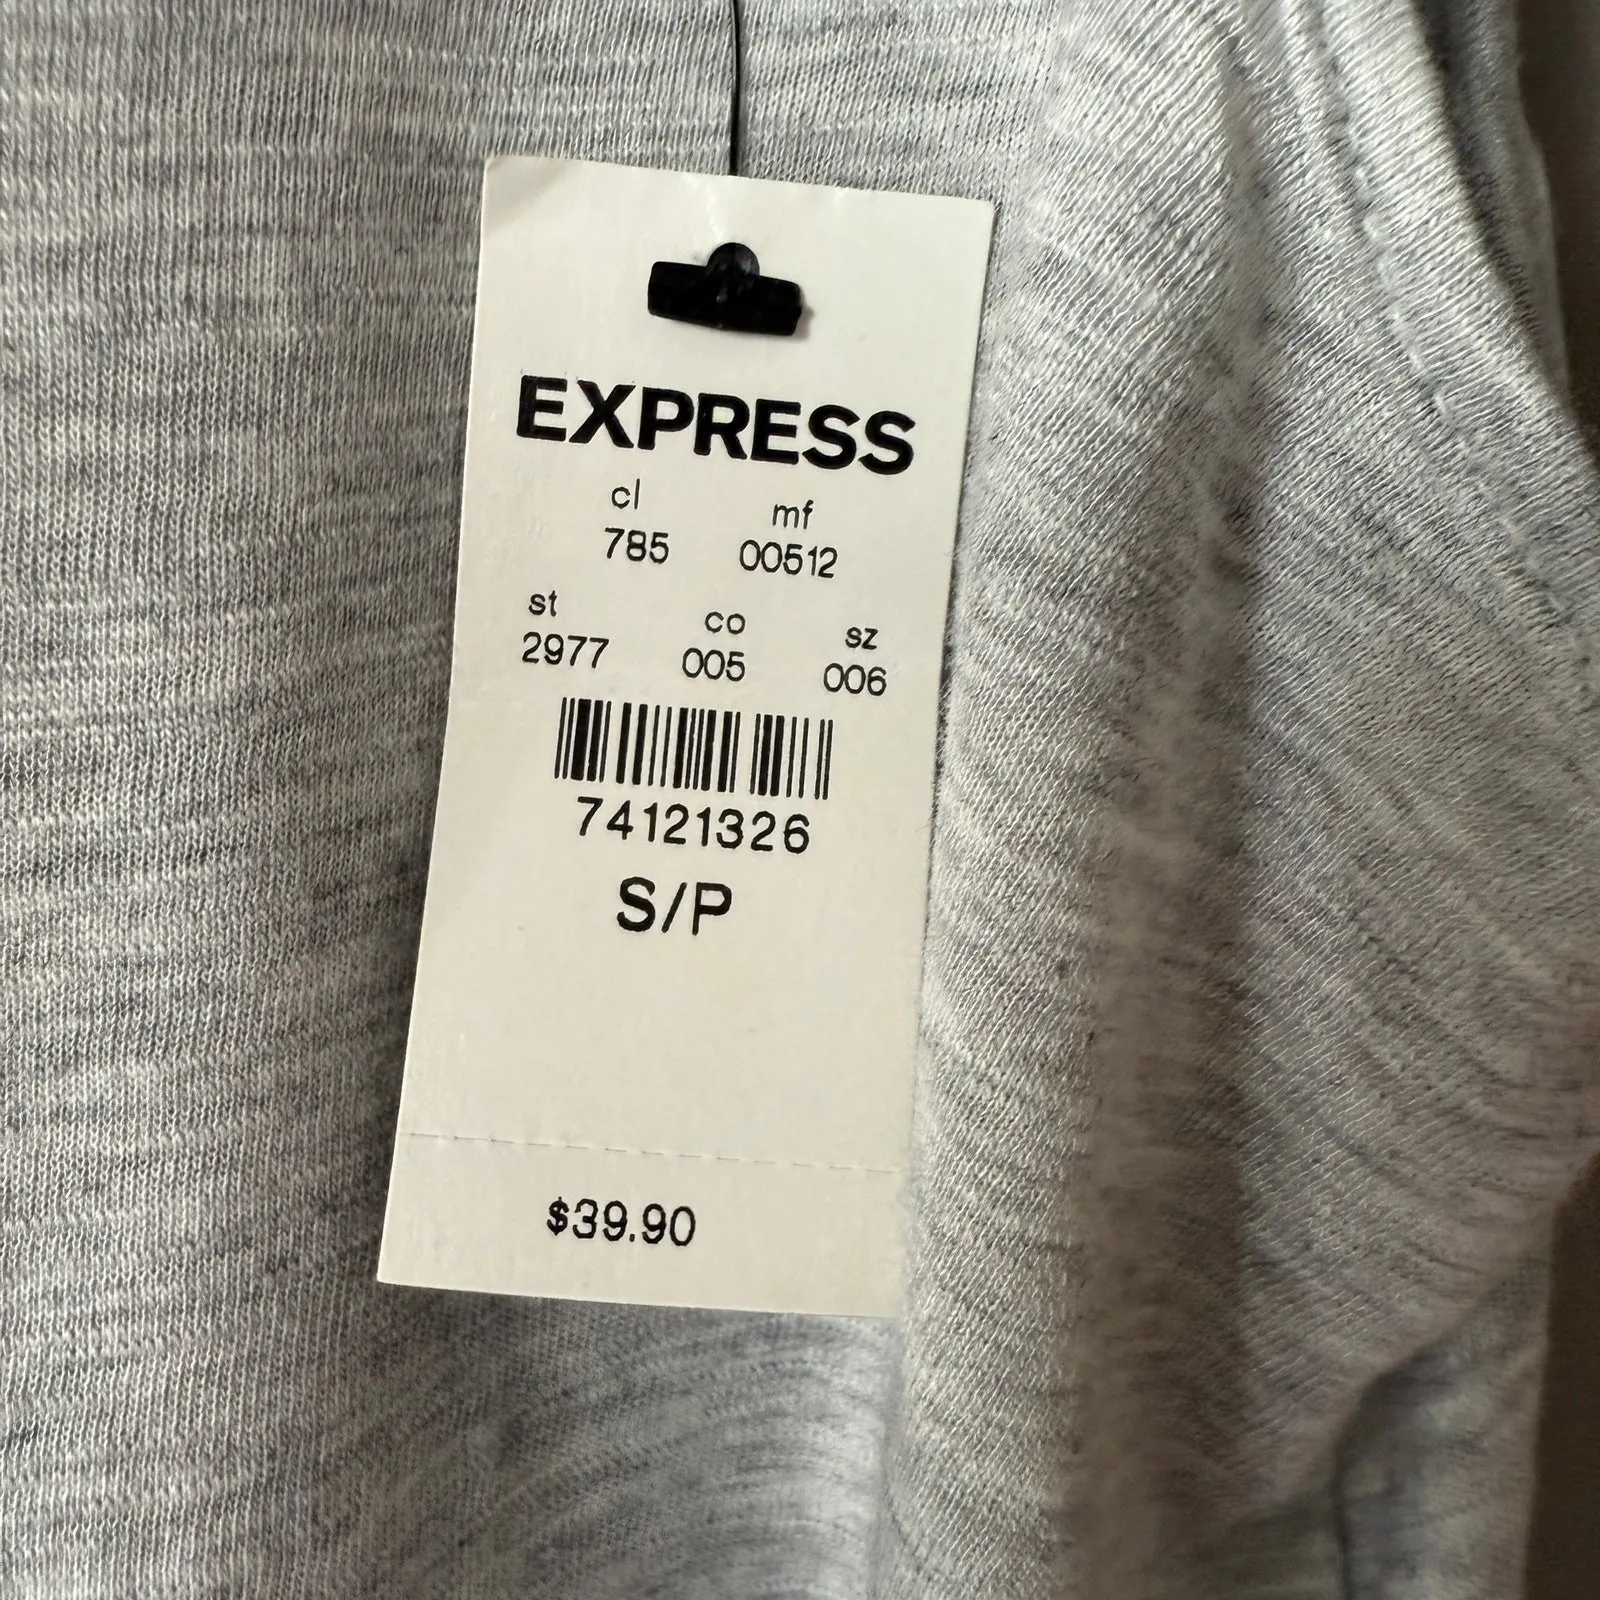 EXPRESS
cl mf
785 00512
st co sz
2977 005 006
74121326
S/P
$39.90